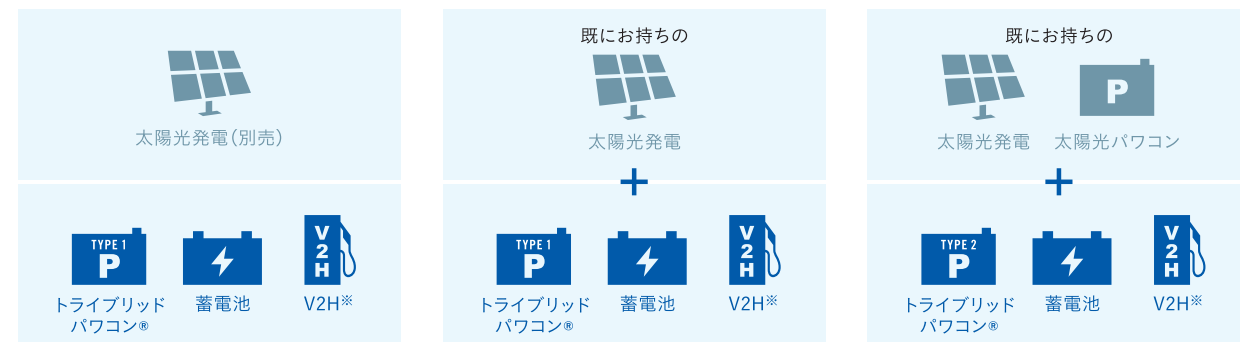 太陽光発電(別売)
TYPE 1
P
トライブリッド
パワコン®
蓄電池
V
2
H
V2H※
既にお持ちの
太陽光発電
+
TYPE 1
P
トライブリッド
パワコン®
蓄電池
V
2
H
V2H※
既にお持ちの
P
太陽光発電
太陽光パワコン
+
TYPE 2
P
トライブリッド
パワコン®
蓄電池
V
2
H
V2H※